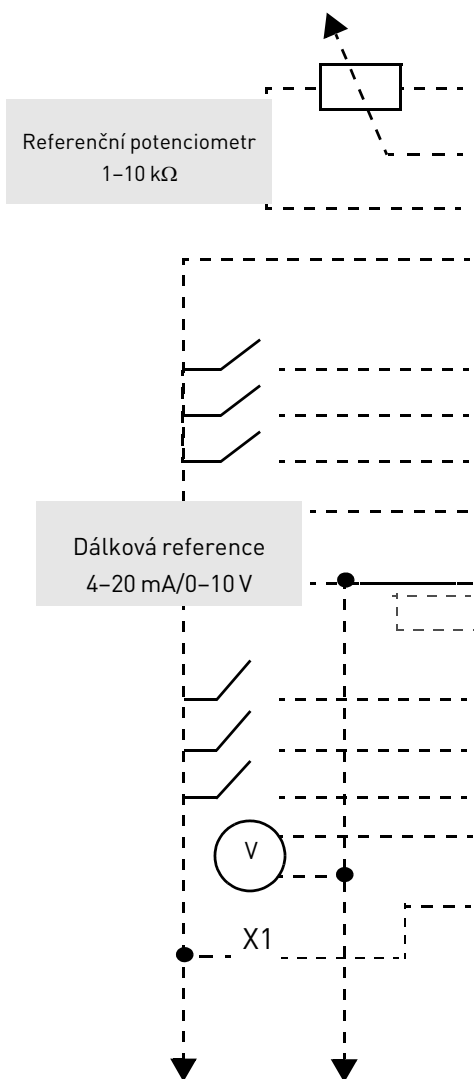 Referenční potenciometr
1–10 kΩ
Dálková reference
4–20 mA/0–10 V
V
X1